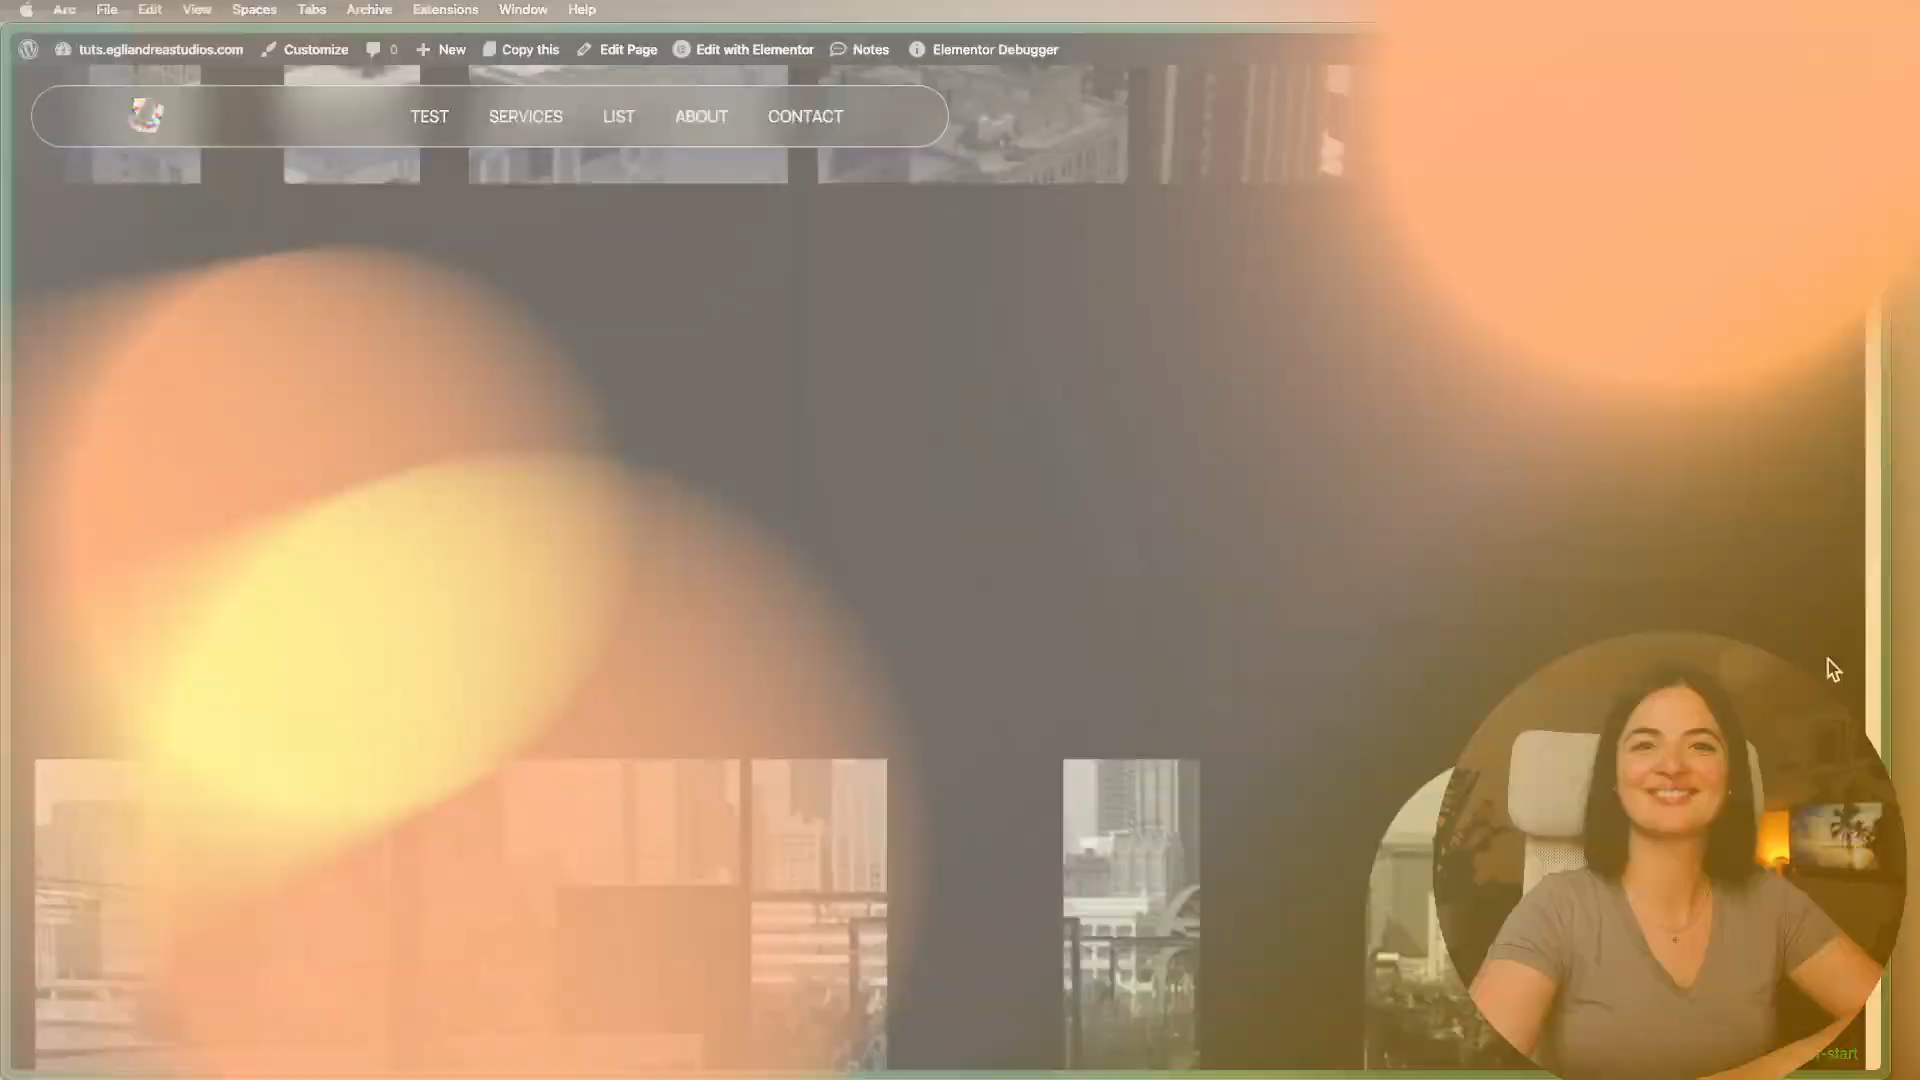 Arc File Edit View Spaces Tabs Archive Extensions Window Help
tuts.egliandreastudios.com Customize 0 New Copy this Edit Page Edit with Elementor Notes Elementor Debugger
TEST SERVICES LIST ABOUT CONTACT
-start